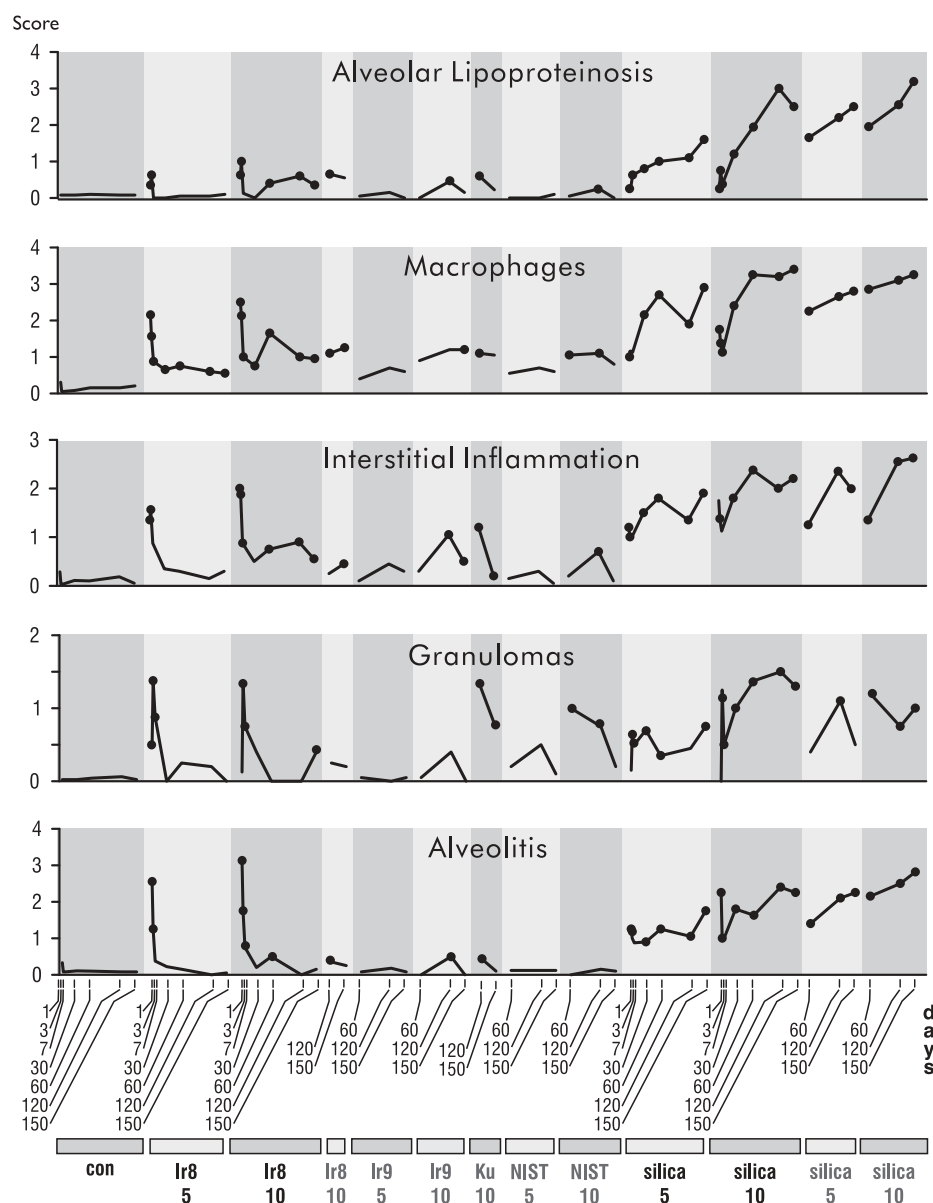 Score
4
Alveolar Lipoproteinosis
3
2
1
0
4
Macrophages
3
2
1
0
3
Interstitial Inflammation
2
1
0
2
Granulomas
1
0
4
Alveolitis
3
2
1
0
1 1 1 1 1 d
3 3 3 60 60 60 60 3 3 60 60 a
7 7 7 120 120 120 120 120 120 7 7 120 120 y
30 30 30 150 150 150 150 150 150 30 30 150 150 s
60 60 60 60 60
120 120 120 120 120
150 150 150 150 150
con Ir8 Ir8 Ir8 Ir9 Ir9 Ku NIST NIST silica silica silica silica
5 10 10 5 10 10 5 10 5 10 5 10